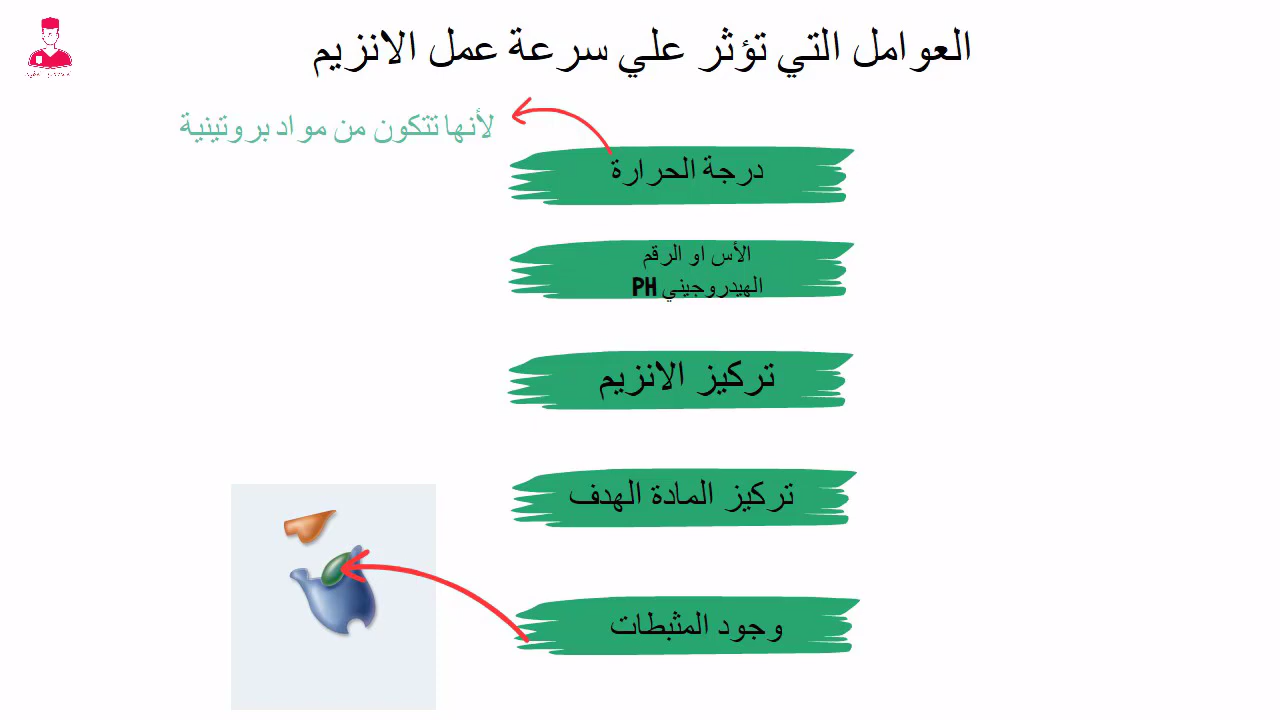 العوامل التي تؤثر علي سرعة عمل الانزيم
لأنها تتكون من مواد بروتينية
درجة الحرارة
الأس او الرقم
الهيدروجيني PH
تركيز الانزيم
تركيز المادة الهدف
وجود المثبطات